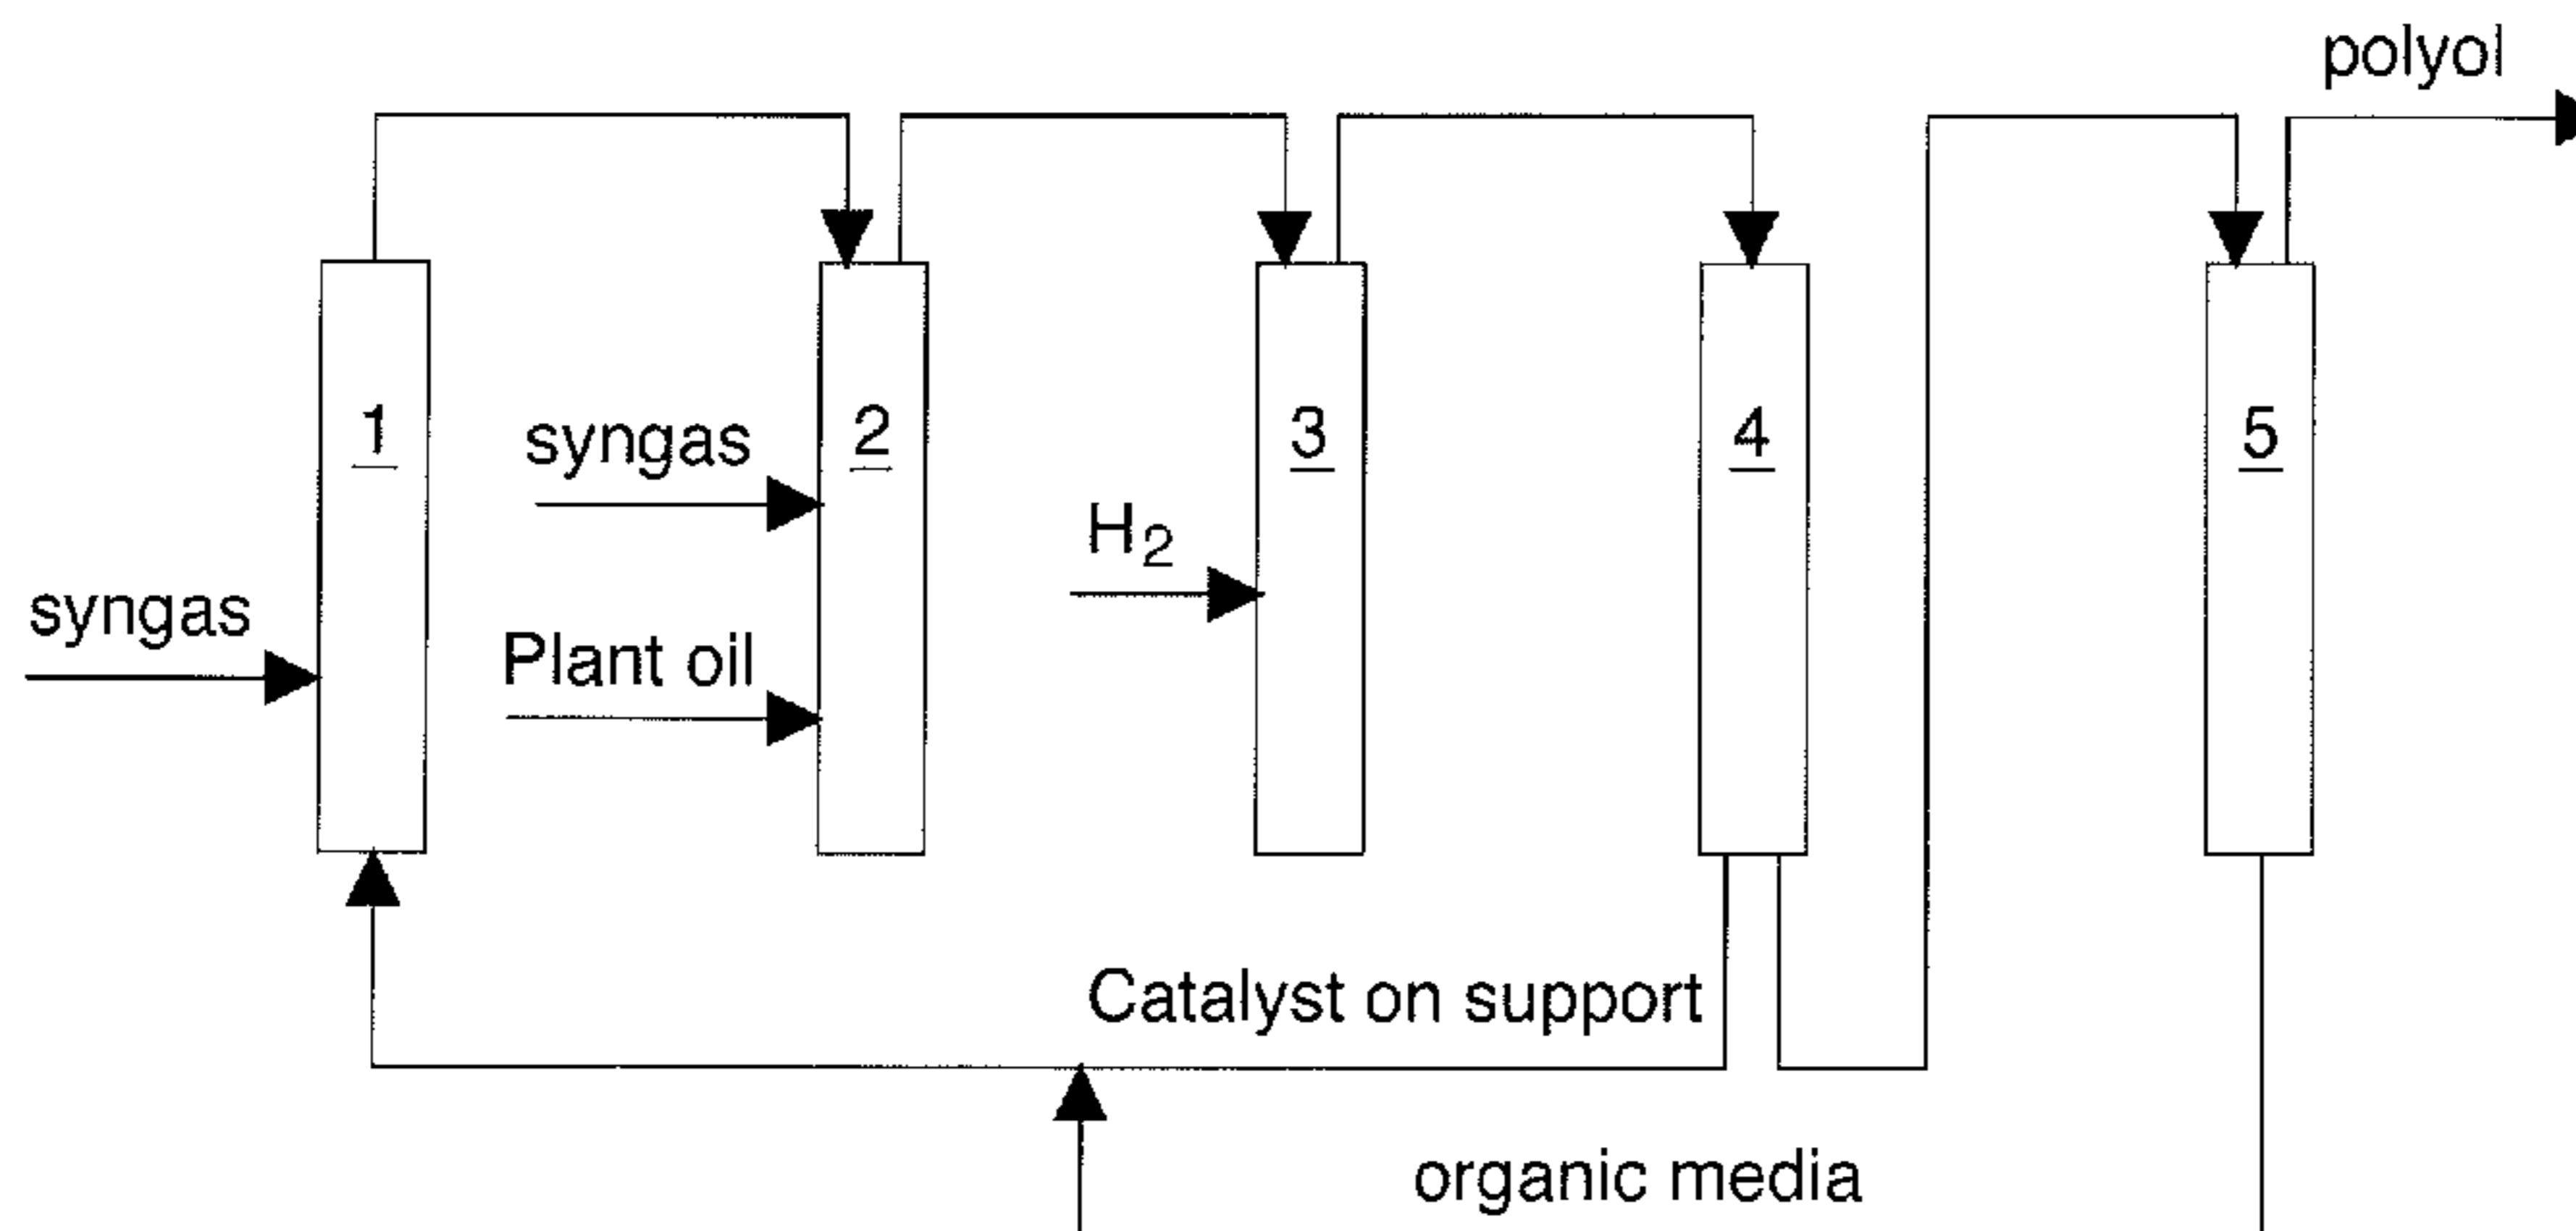 polyol
1
2
3
4
5
syngas
H₂
syngas
Plant oil
Catalyst on support
organic media